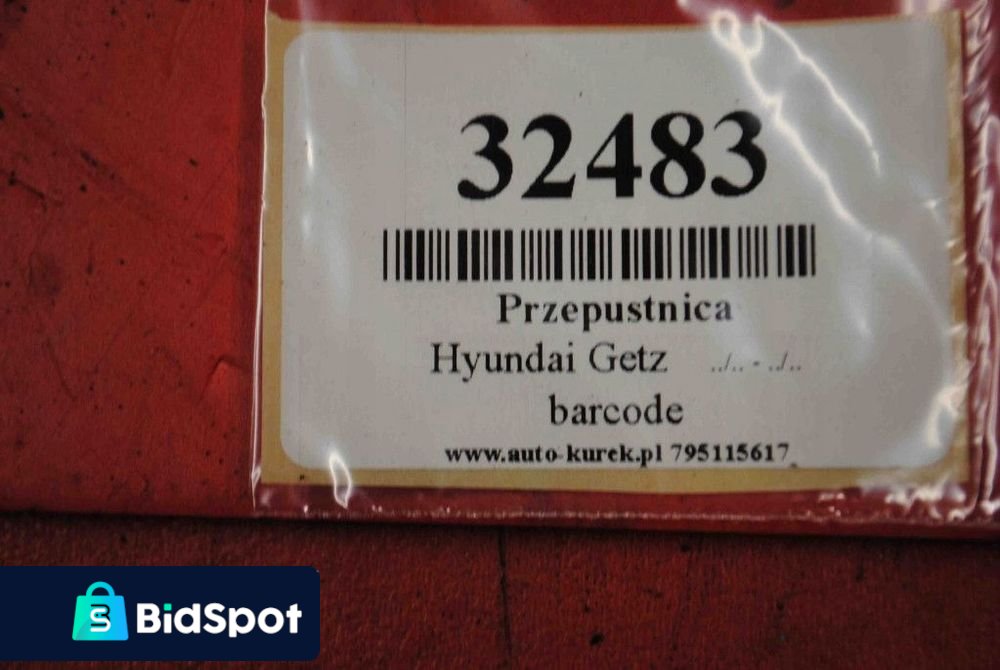 32483
Przepustnica
Hyundai Getz ../.. - ../..
barcode
www.auto-kurek.pl 795115617
BidSpot